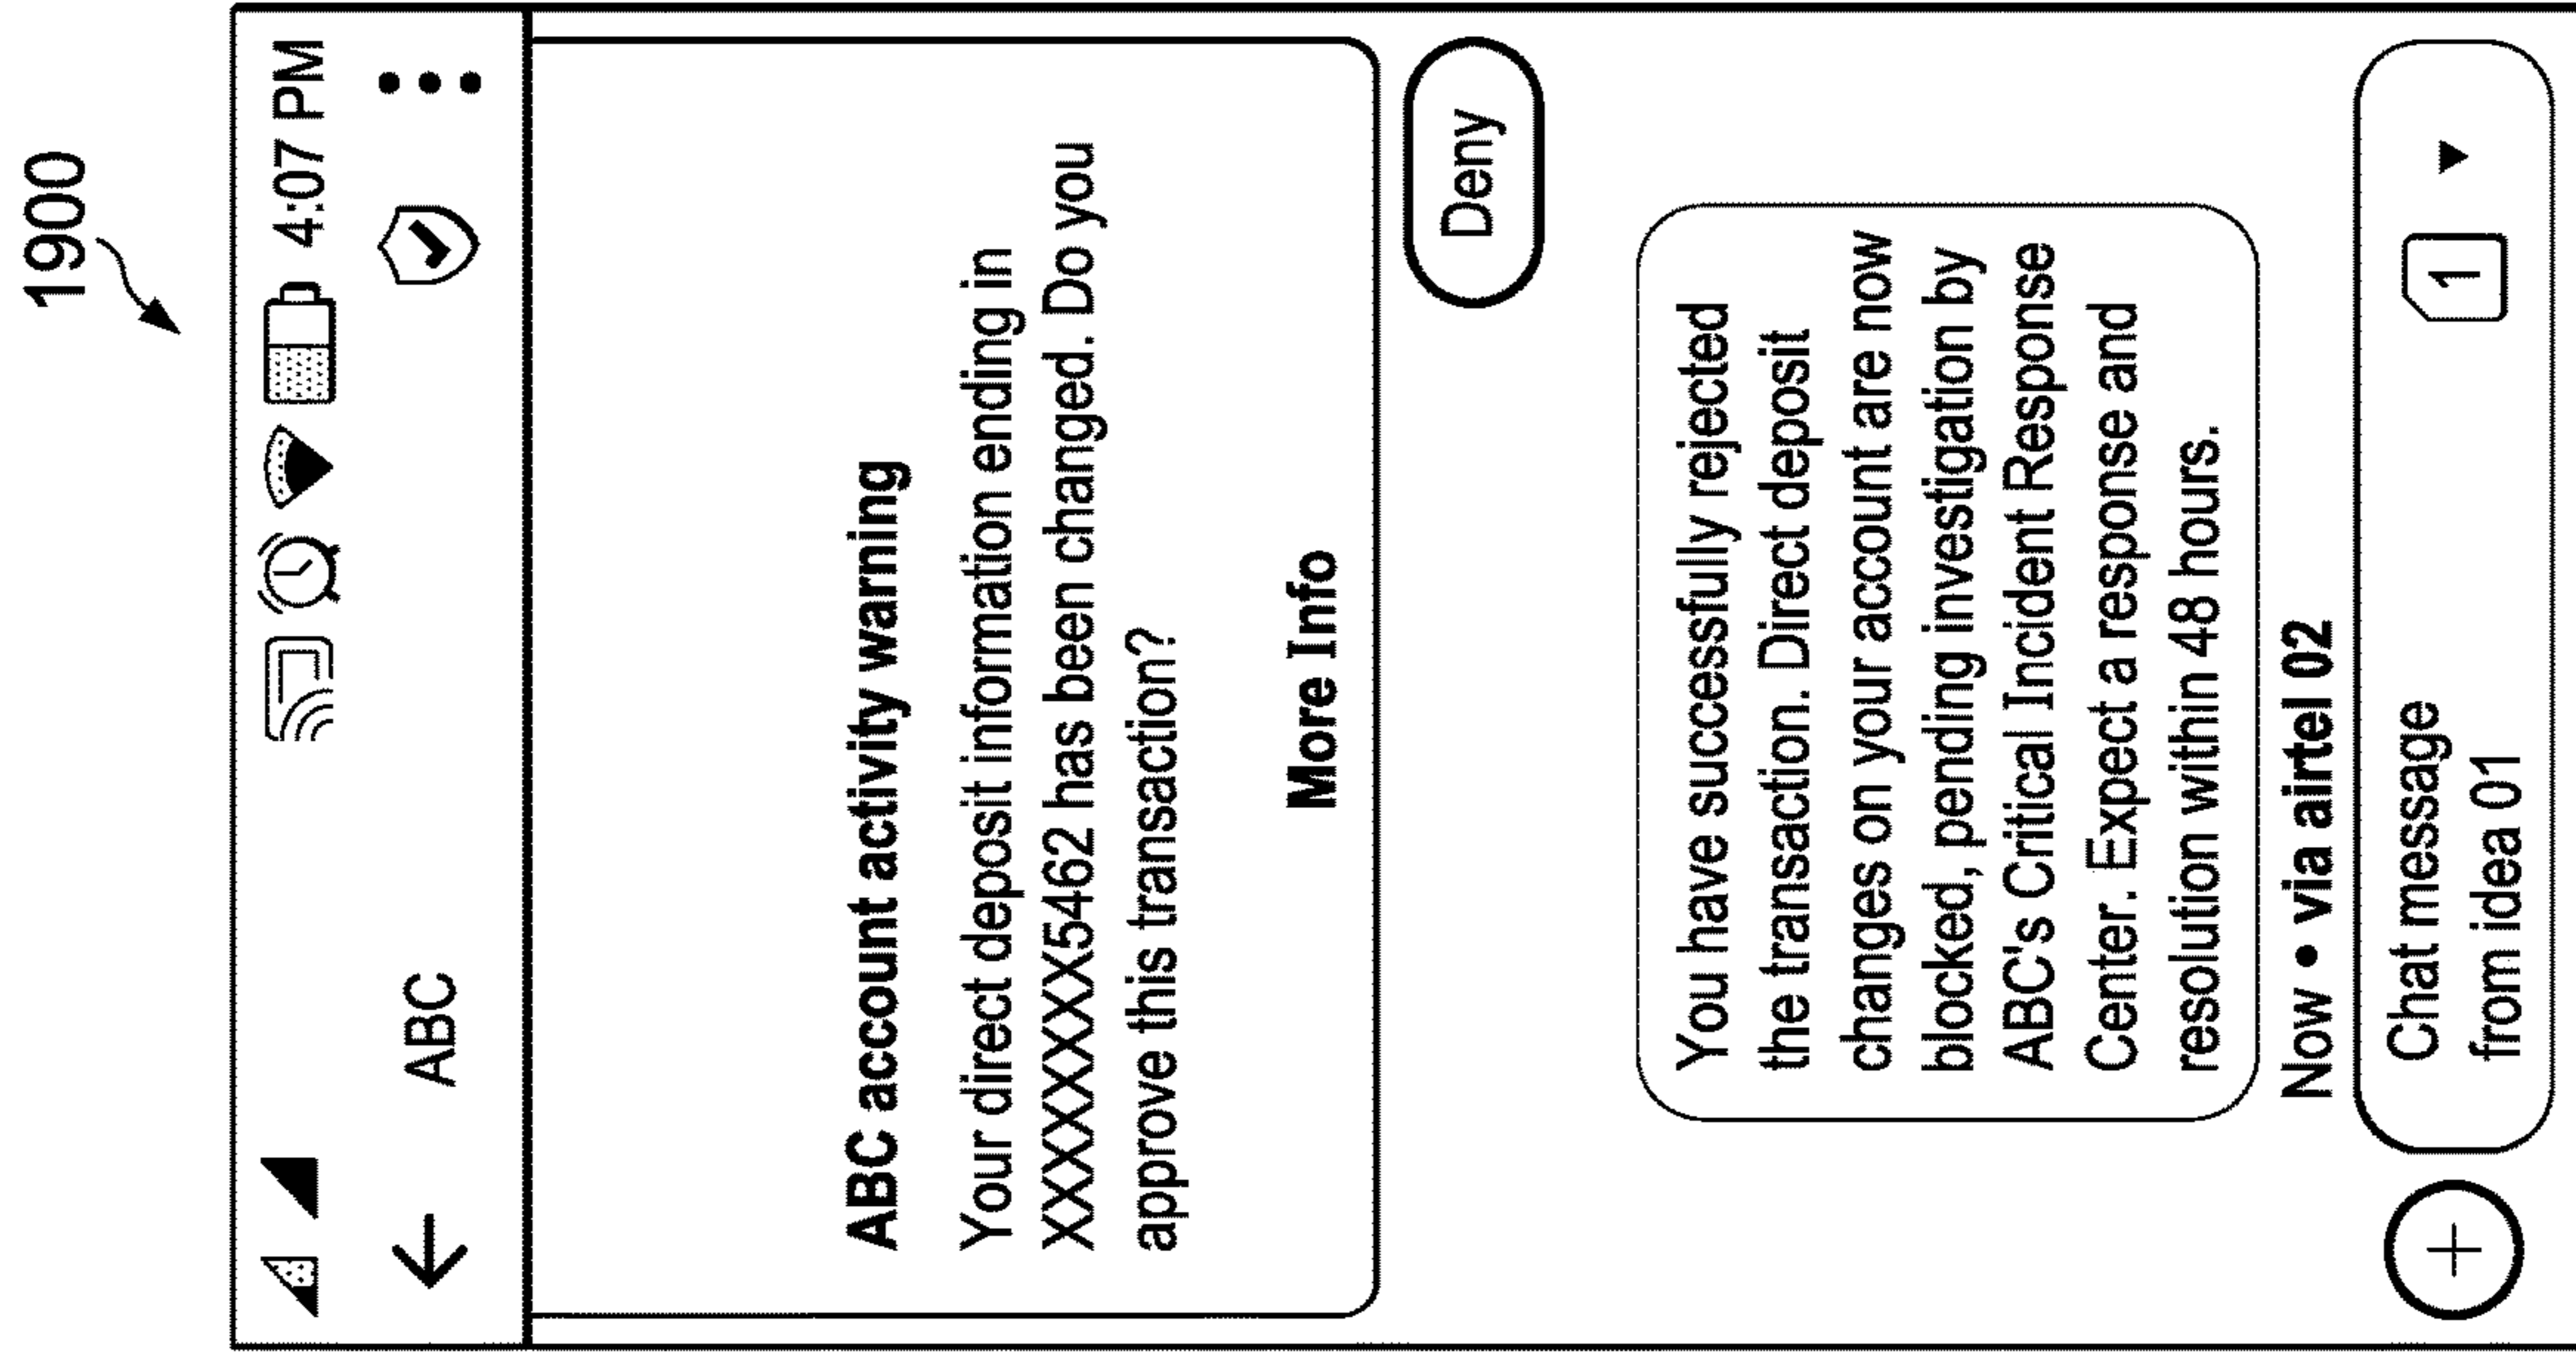 1900
4:07 PM
ABC
ABC account activity warning
Your direct deposit information ending in
XXXXXXXXX5462 has been changed. Do you
approve this transaction?
More Info
Deny
You have successfully rejected
the transaction. Direct deposit
changes on your account are now
blocked, pending investigation by
ABC's Critical Incident Response
Center. Expect a response and
resolution within 48 hours.
Now • via airtel 02
Chat message
from idea 01
1